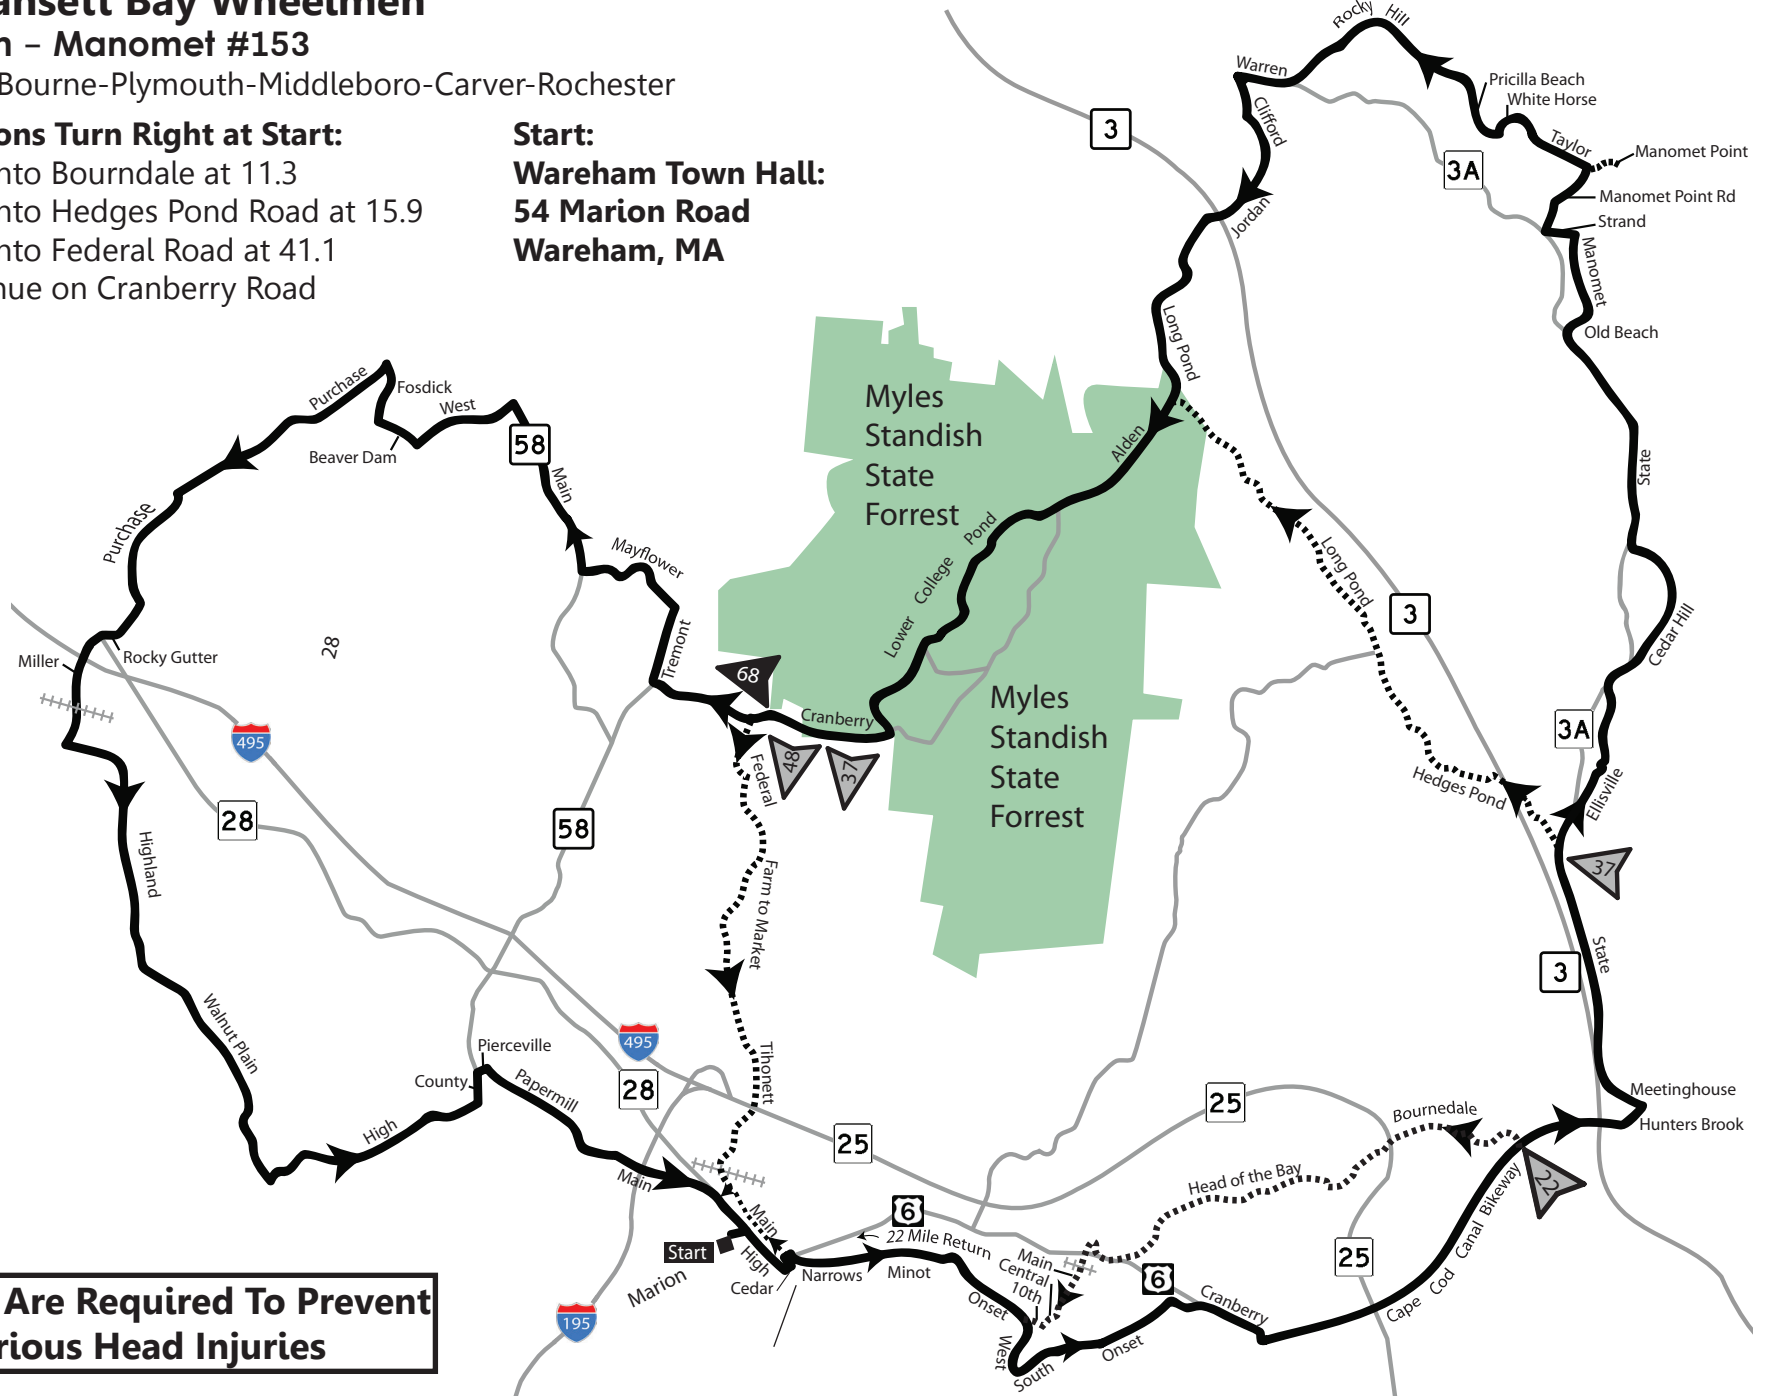 ansett Bay Wheelmen
n – Manomet #153
Bourne-Plymouth-Middleboro-Carver-Rochester
ons Turn Right at Start:
nto Bourndale at 11.3
nto Hedges Pond Road at 15.9
nto Federal Road at 41.1
nue on Cranberry Road
Start:
Wareham Town Hall:
54 Marion Road
Wareham, MA
Rocky Hill
Warren
Clifford
Pricilla Beach
White Horse
Taylor
Manomet Point
Manomet Point Rd
Strand
Manomet
Old Beach
3
3A
Jordan
Long Pond
Alden
State
Myles
Standish
State
Forrest
Pond
College
Lower
Purchase
Fosdick
West
Beaver Dam
58
Main
Mayflower
Purchase
Tremont
28
Miller
Rocky Gutter
495
28
58
68
Cranberry
48
37
Federal
Myles
Standish
State
Forrest
Long Pond
3
Cedar Hill
3A
Hedges Pond
Ellisville
37
3
State
Highland
Farm to Market
Walnut Plain
495
28
Tihonett
Pierceville
County
Papermill
High
Main
25
25
Meetinghouse
Hunters Brook
Bournedale
Head of the Bay
22
Cape Cod Canal Bikeway
25
6
22 Mile Return
Main
Start
Marion
High
Cedar
Narrows
Minot
Main
Central
10th
6
Cranberry
Onset
West
South
Onset
195
Are Required To Prevent
rious Head Injuries